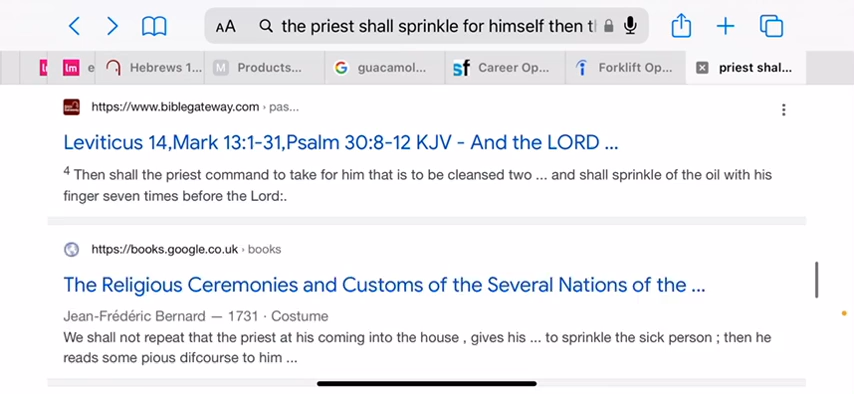 AA the priest shall sprinkle for himself then t
lm e Hebrews 1... M Products... G guacamol... sf Career Op... i Forklift Op... priest shal...
https://www.biblegateway.com › pas...
Leviticus 14,Mark 13:1-31,Psalm 30:8-12 KJV - And the LORD ...
4 Then shall the priest command to take for him that is to be cleansed two ... and shall sprinkle of the oil with his
finger seven times before the Lord:.
https://books.google.co.uk › books
The Religious Ceremonies and Customs of the Several Nations of the ...
Jean-Frédéric Bernard — 1731 · Costume
We shall not repeat that the priest at his coming into the house , gives his ... to sprinkle the sick person ; then he
reads some pious difcourse to him ...